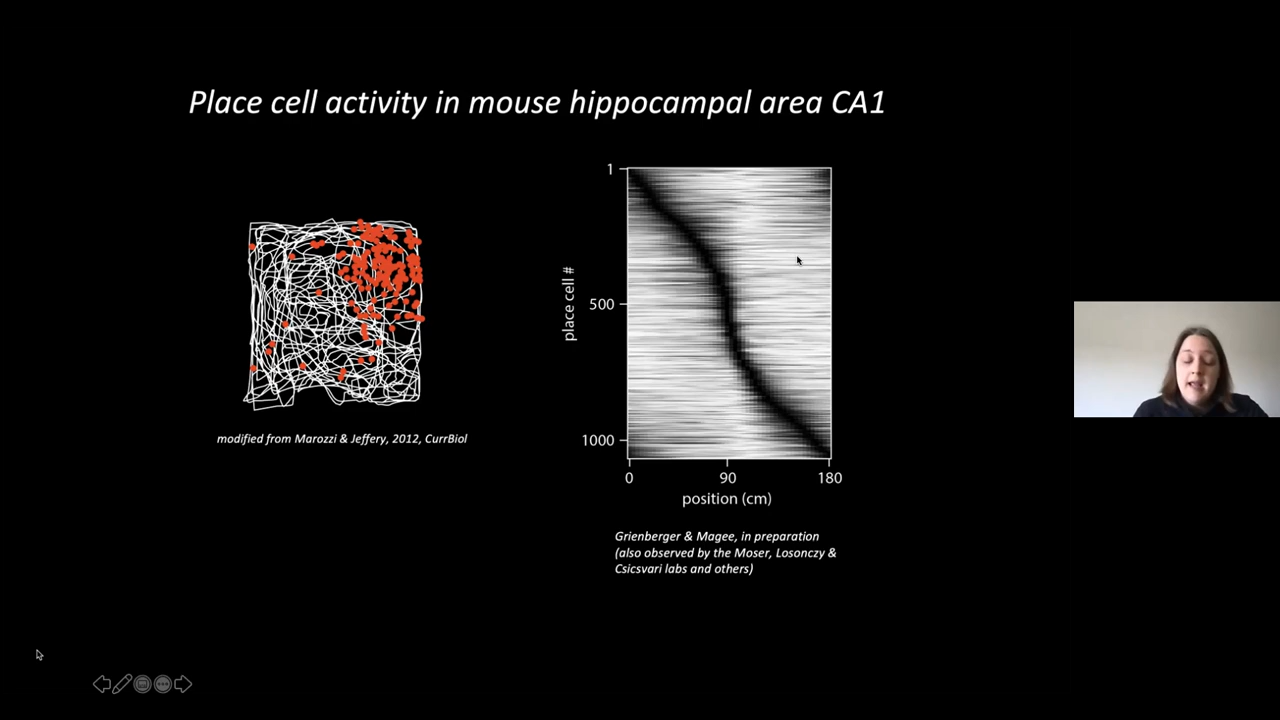 Place cell activity in mouse hippocampal area CA1
modified from Marozzi & Jeffery, 2012, CurrBiol
place cell #
1
500
1000
0 90 180
position (cm)
Grienberger & Magee, in preparation
(also observed by the Moser, Losonczy &
Csicsvari labs and others)